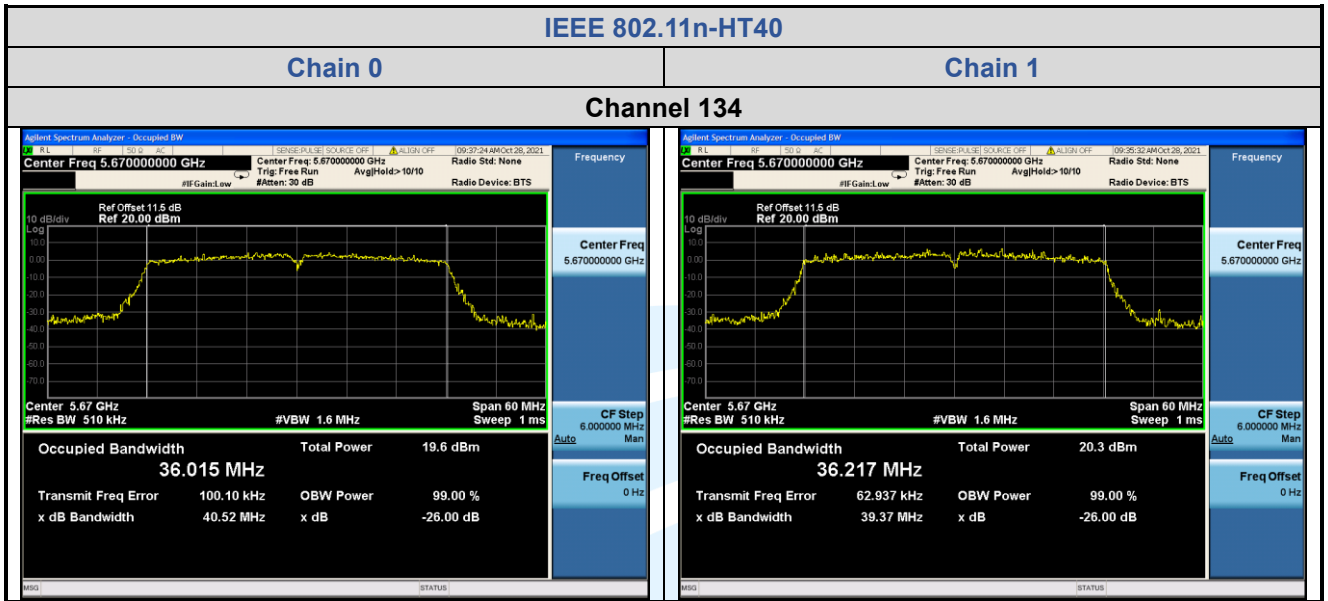 IEEE 802.11n-HT40
Chain 0
Chain 1
Channel 134
Agilent Spectrum Analyzer - Occupied BW
RL RF 50 Ω AC SENSE:PULSE SOURCE OFF ALIGN OFF 09:37:24 AM Oct 28, 2021
Center Freq 5.670000000 GHz
Center Freq: 5.670000000 GHz
Radio Std: None
Trig: Free Run Avg|Hold:>10/10
#IFGain:Low #Atten: 30 dB Radio Device: BTS
Ref Offset 11.5 dB
10 dB/div Ref 20.00 dBm
Log
10.0
0.00
-10.0
-20.0
-30.0
-40.0
-50.0
-60.0
-70.0
Center 5.67 GHz Span 60 MHz
#Res BW 510 kHz #VBW 1.6 MHz Sweep 1 ms
Occupied Bandwidth Total Power 19.6 dBm
36.015 MHz
Transmit Freq Error 100.10 kHz OBW Power 99.00 %
x dB Bandwidth 40.52 MHz x dB -26.00 dB
MSG STATUS
Frequency
Center Freq
5.670000000 GHz
CF Step
6.000000 MHz
Auto Man
Freq Offset
0 Hz
Agilent Spectrum Analyzer - Occupied BW
RL RF 50 Ω AC SENSE:PULSE SOURCE OFF ALIGN OFF 09:35:32 AM Oct 28, 2021
Center Freq 5.670000000 GHz
Center Freq: 5.670000000 GHz
Radio Std: None
Trig: Free Run Avg|Hold:>10/10
#IFGain:Low #Atten: 30 dB Radio Device: BTS
Ref Offset 11.5 dB
10 dB/div Ref 20.00 dBm
Log
10.0
0.00
-10.0
-20.0
-30.0
-40.0
-50.0
-60.0
-70.0
Center 5.67 GHz Span 60 MHz
#Res BW 510 kHz #VBW 1.6 MHz Sweep 1 ms
Occupied Bandwidth Total Power 20.3 dBm
36.217 MHz
Transmit Freq Error 62.937 kHz OBW Power 99.00 %
x dB Bandwidth 39.37 MHz x dB -26.00 dB
MSG STATUS
Frequency
Center Freq
5.670000000 GHz
CF Step
6.000000 MHz
Auto Man
Freq Offset
0 Hz